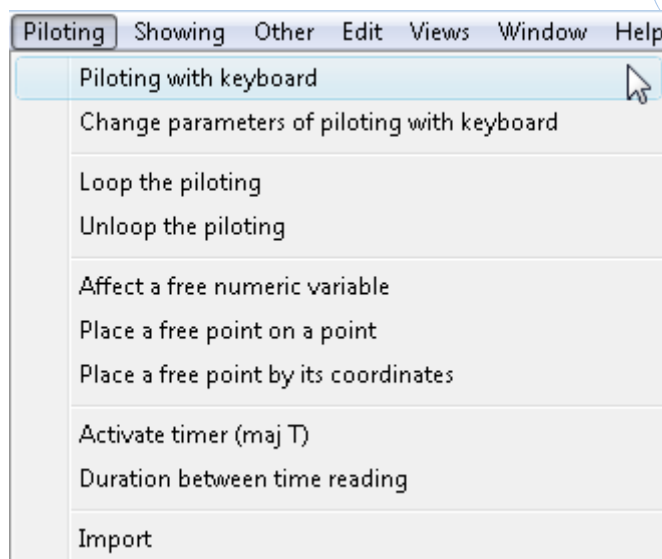 Piloting Showing Other Edit Views Window Help
Piloting with keyboard
Change parameters of piloting with keyboard
Loop the piloting
Unloop the piloting
Affect a free numeric variable
Place a free point on a point
Place a free point by its coordinates
Activate timer (maj T)
Duration between time reading
Import